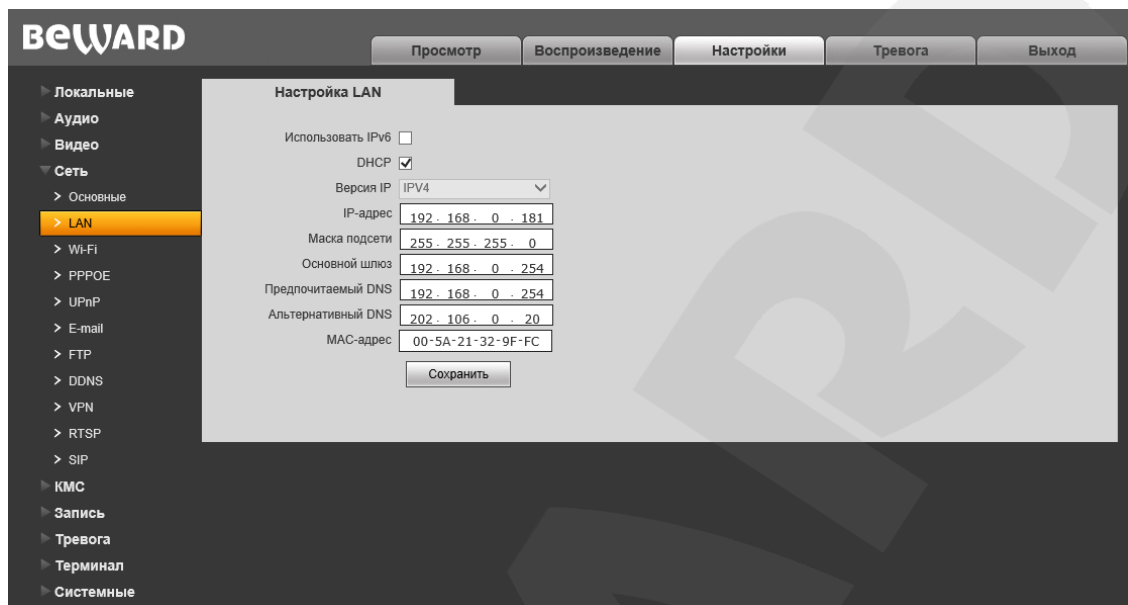 BEWARD
Просмотр
Воспроизведение
Настройки
Тревога
Выход
Локальные
Аудио
Видео
Сеть
> Основные
> LAN
> Wi-Fi
> PPPOE
> UPnP
> E-mail
> FTP
> DDNS
> VPN
> RTSP
> SIP
КМС
Запись
Тревога
Терминал
Системные
Настройка LAN
Использовать IPv6
DHCP
Версия IP IPV4
IP-адрес 192 . 168 . 0 . 181
Маска подсети 255 . 255 . 255 . 0
Основной шлюз 192 . 168 . 0 . 254
Предпочитаемый DNS 192 . 168 . 0 . 254
Альтернативный DNS 202 . 106 . 0 . 20
MAC-адрес 00-5A-21-32-9F-FC
Сохранить